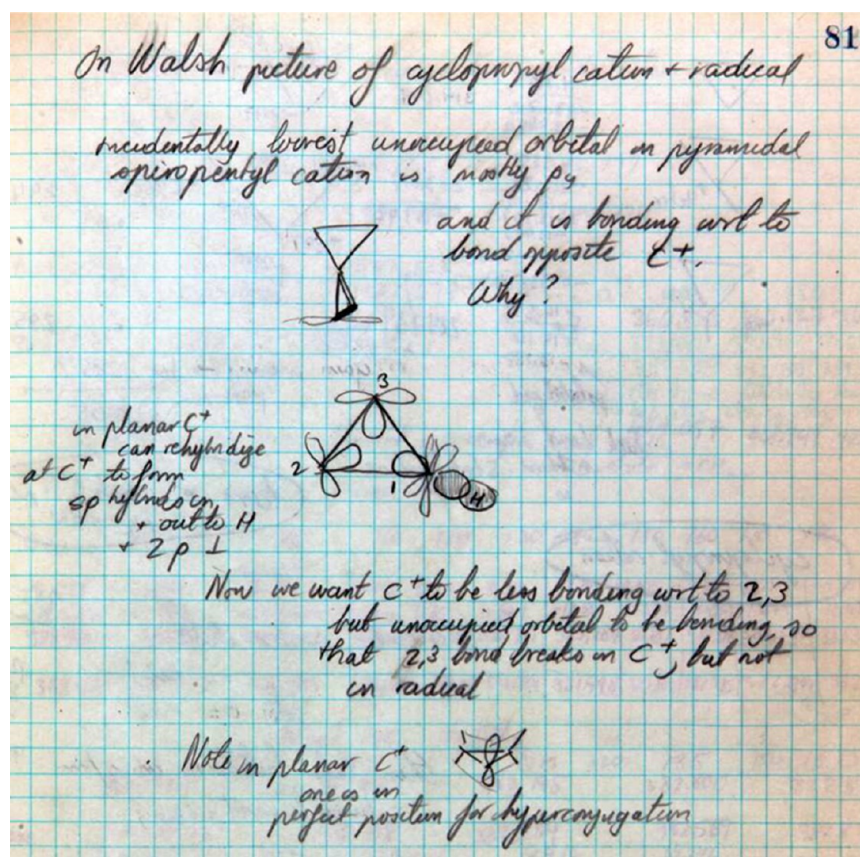 81
On Walsh picture of cyclopropyl cation + radical
incidentally lowest unoccupied orbital in pyramidal
spiropentyl cation is mostly py
and it is bonding wrt to
bond opposite C+.
Why?
3
in planar C+
can rehybridize
at C+ to form
sp hybrids in
+ out to H
+ 2 p ⊥
2
1
H
Now we want C+ to be less bonding wrt to 2,3
but unoccupied orbital to be bonding, so
that 2,3 bond breaks in C+, but not
in radical
Note in planar C+
one is in
perfect position for hyperconjugation